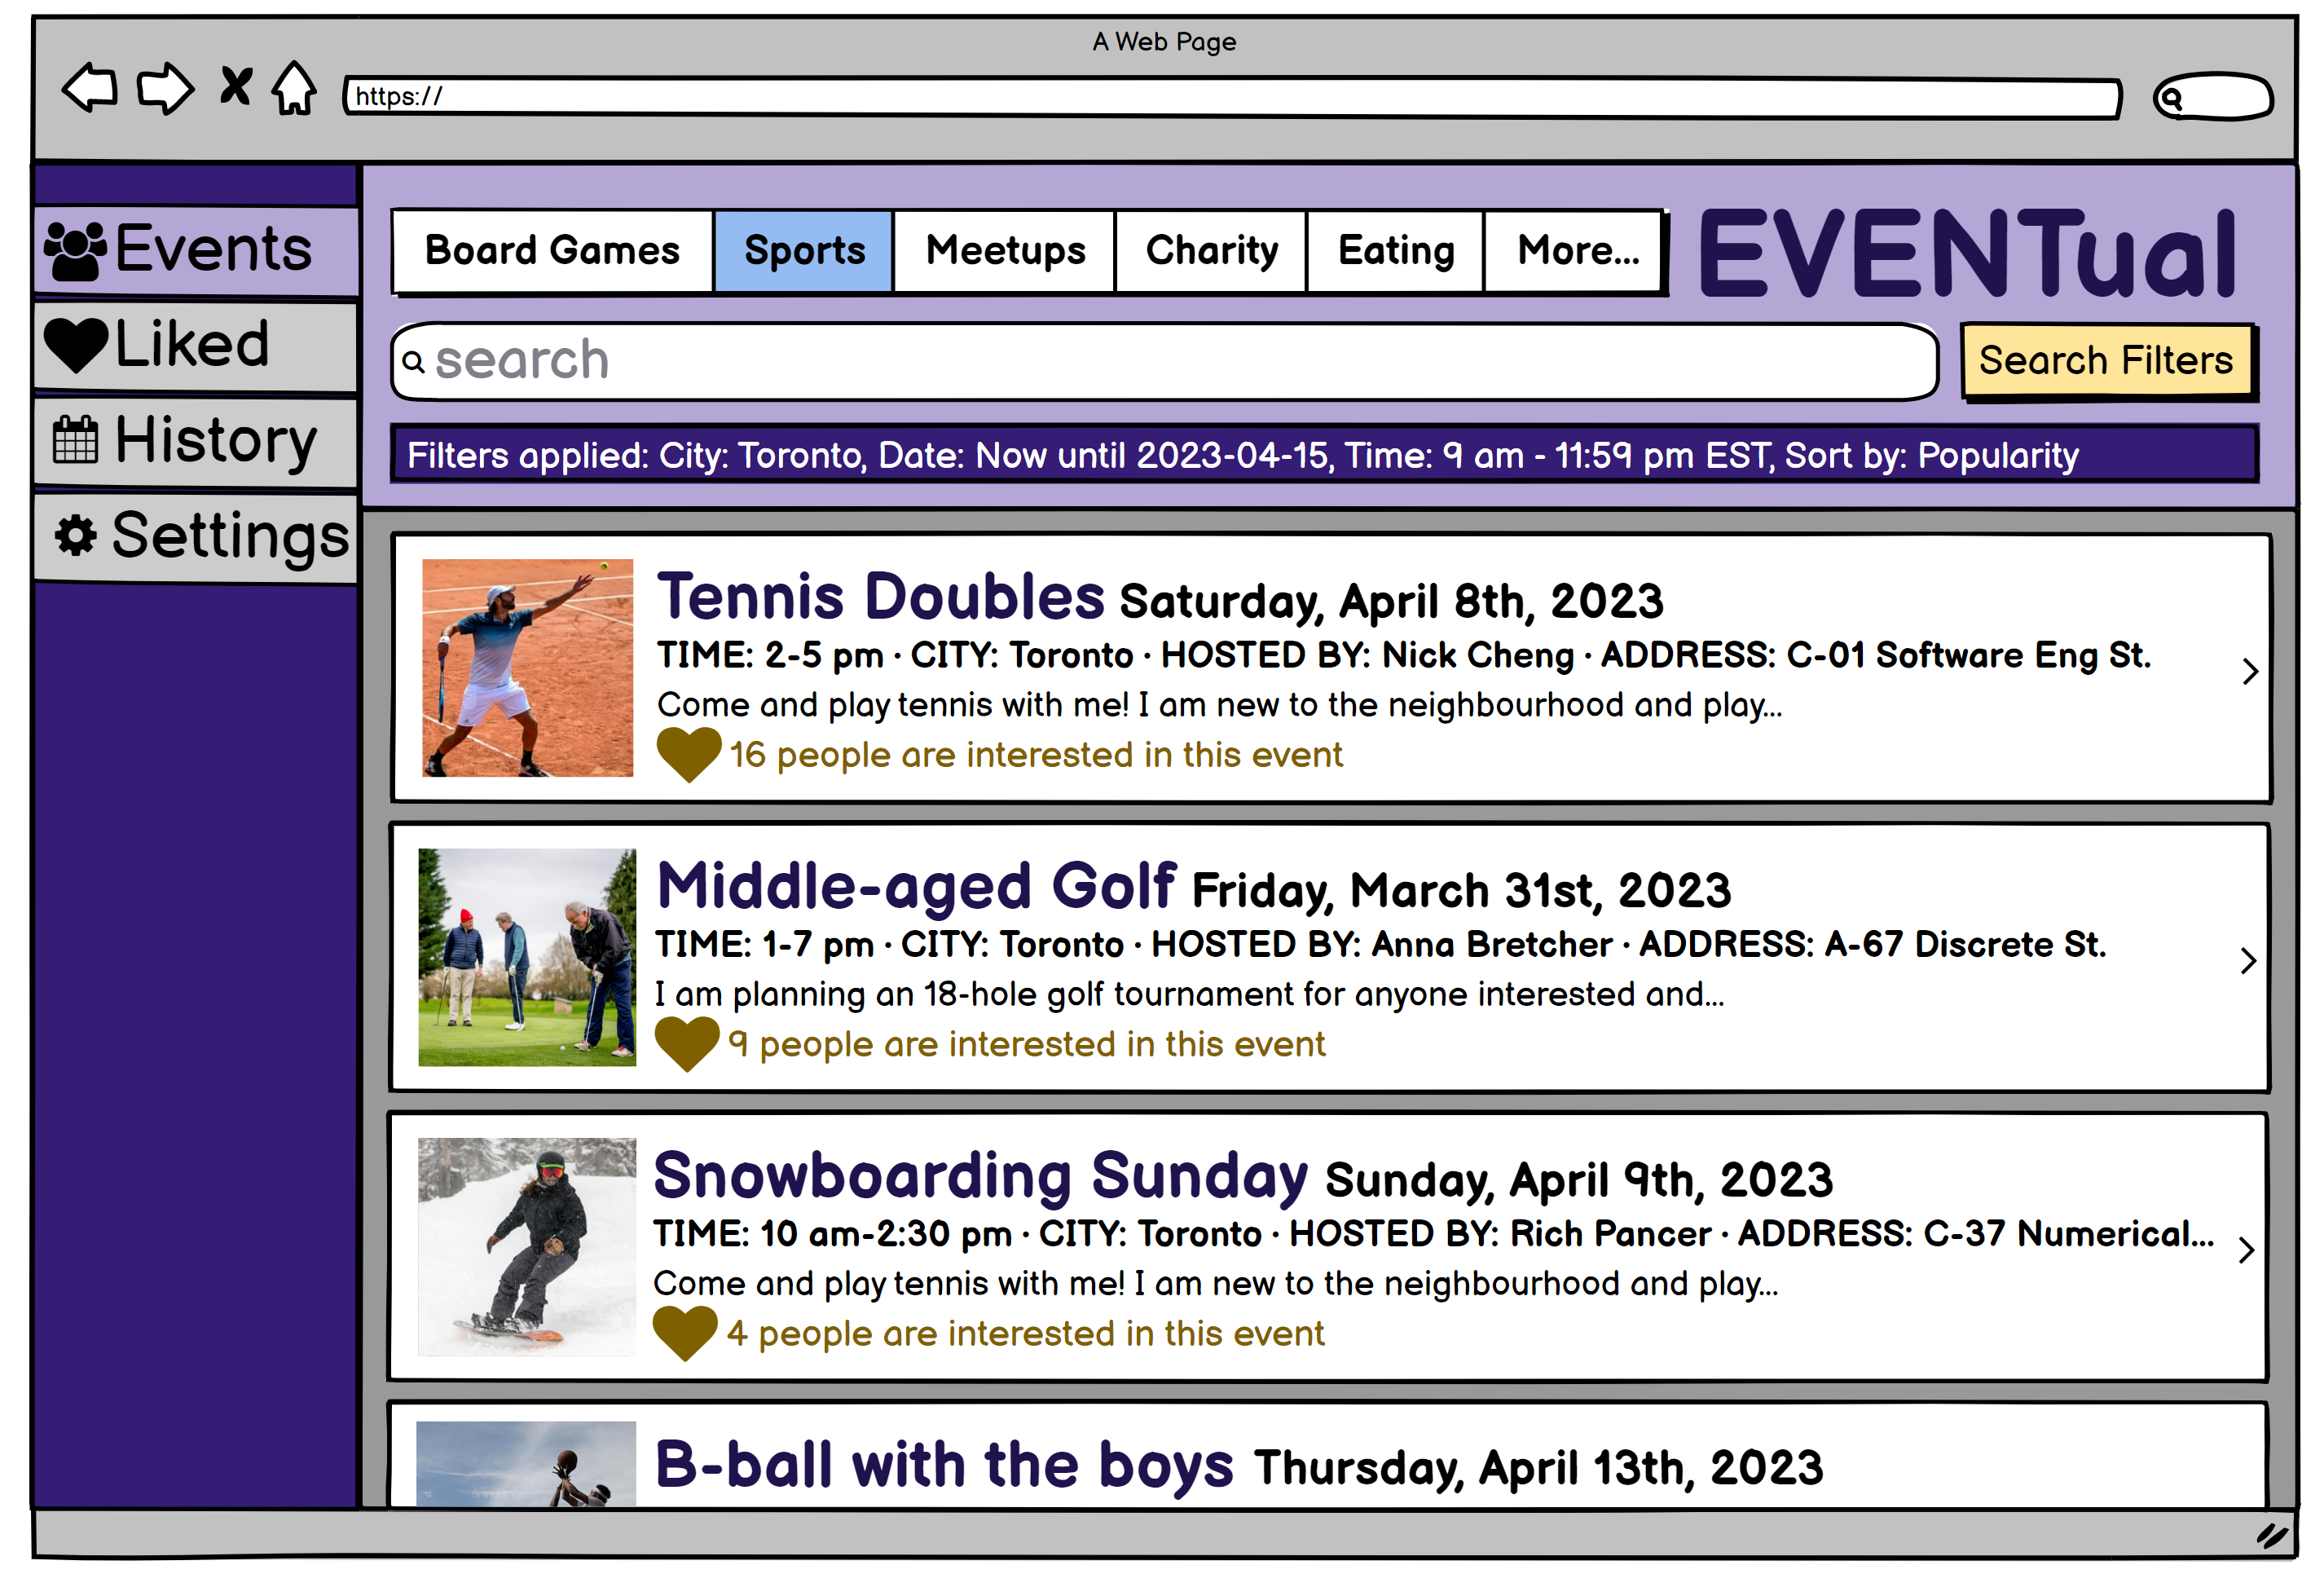 A Web Page
https://
Events
Liked
History
Settings
Board Games Sports Meetups Charity Eating More...
EVENTual
search
Search Filters
Filters applied: City: Toronto, Date: Now until 2023-04-15, Time: 9 am - 11:59 pm EST, Sort by: Popularity
Tennis Doubles Saturday, April 8th, 2023
TIME: 2-5 pm · CITY: Toronto · HOSTED BY: Nick Cheng · ADDRESS: C-01 Software Eng St.
Come and play tennis with me! I am new to the neighbourhood and play...
16 people are interested in this event
Middle-aged Golf Friday, March 31st, 2023
TIME: 1-7 pm · CITY: Toronto · HOSTED BY: Anna Bretcher · ADDRESS: A-67 Discrete St.
I am planning an 18-hole golf tournament for anyone interested and...
9 people are interested in this event
Snowboarding Sunday Sunday, April 9th, 2023
TIME: 10 am-2:30 pm · CITY: Toronto · HOSTED BY: Rich Pancer · ADDRESS: C-37 Numerical...
Come and play tennis with me! I am new to the neighbourhood and play...
4 people are interested in this event
B-ball with the boys Thursday, April 13th, 2023